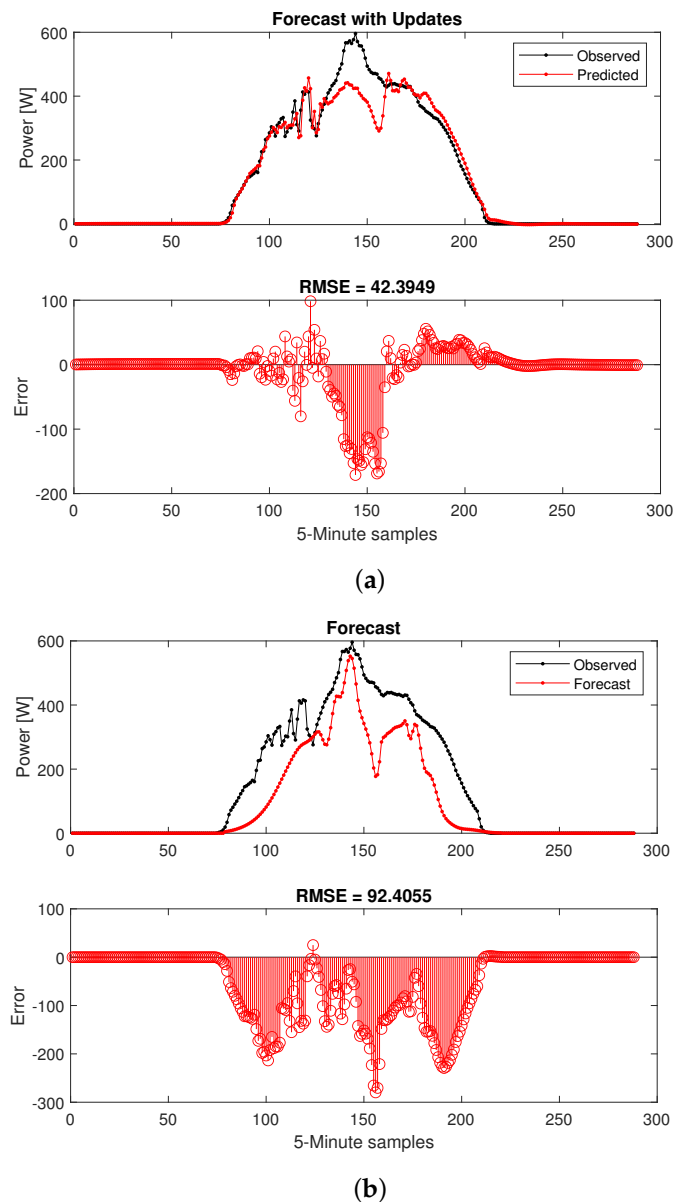 Forecast with Updates
600
400
200
0
Power [W]
Observed
Predicted
0 50 100 150 200 250 300
RMSE = 42.3949
100
0
-100
-200
Error
0 50 100 150 200 250 300
5-Minute samples
(a)
Forecast
600
400
200
0
Power [W]
Observed
Forecast
0 50 100 150 200 250 300
RMSE = 92.4055
100
0
-100
-200
-300
Error
0 50 100 150 200 250 300
5-Minute samples
(b)